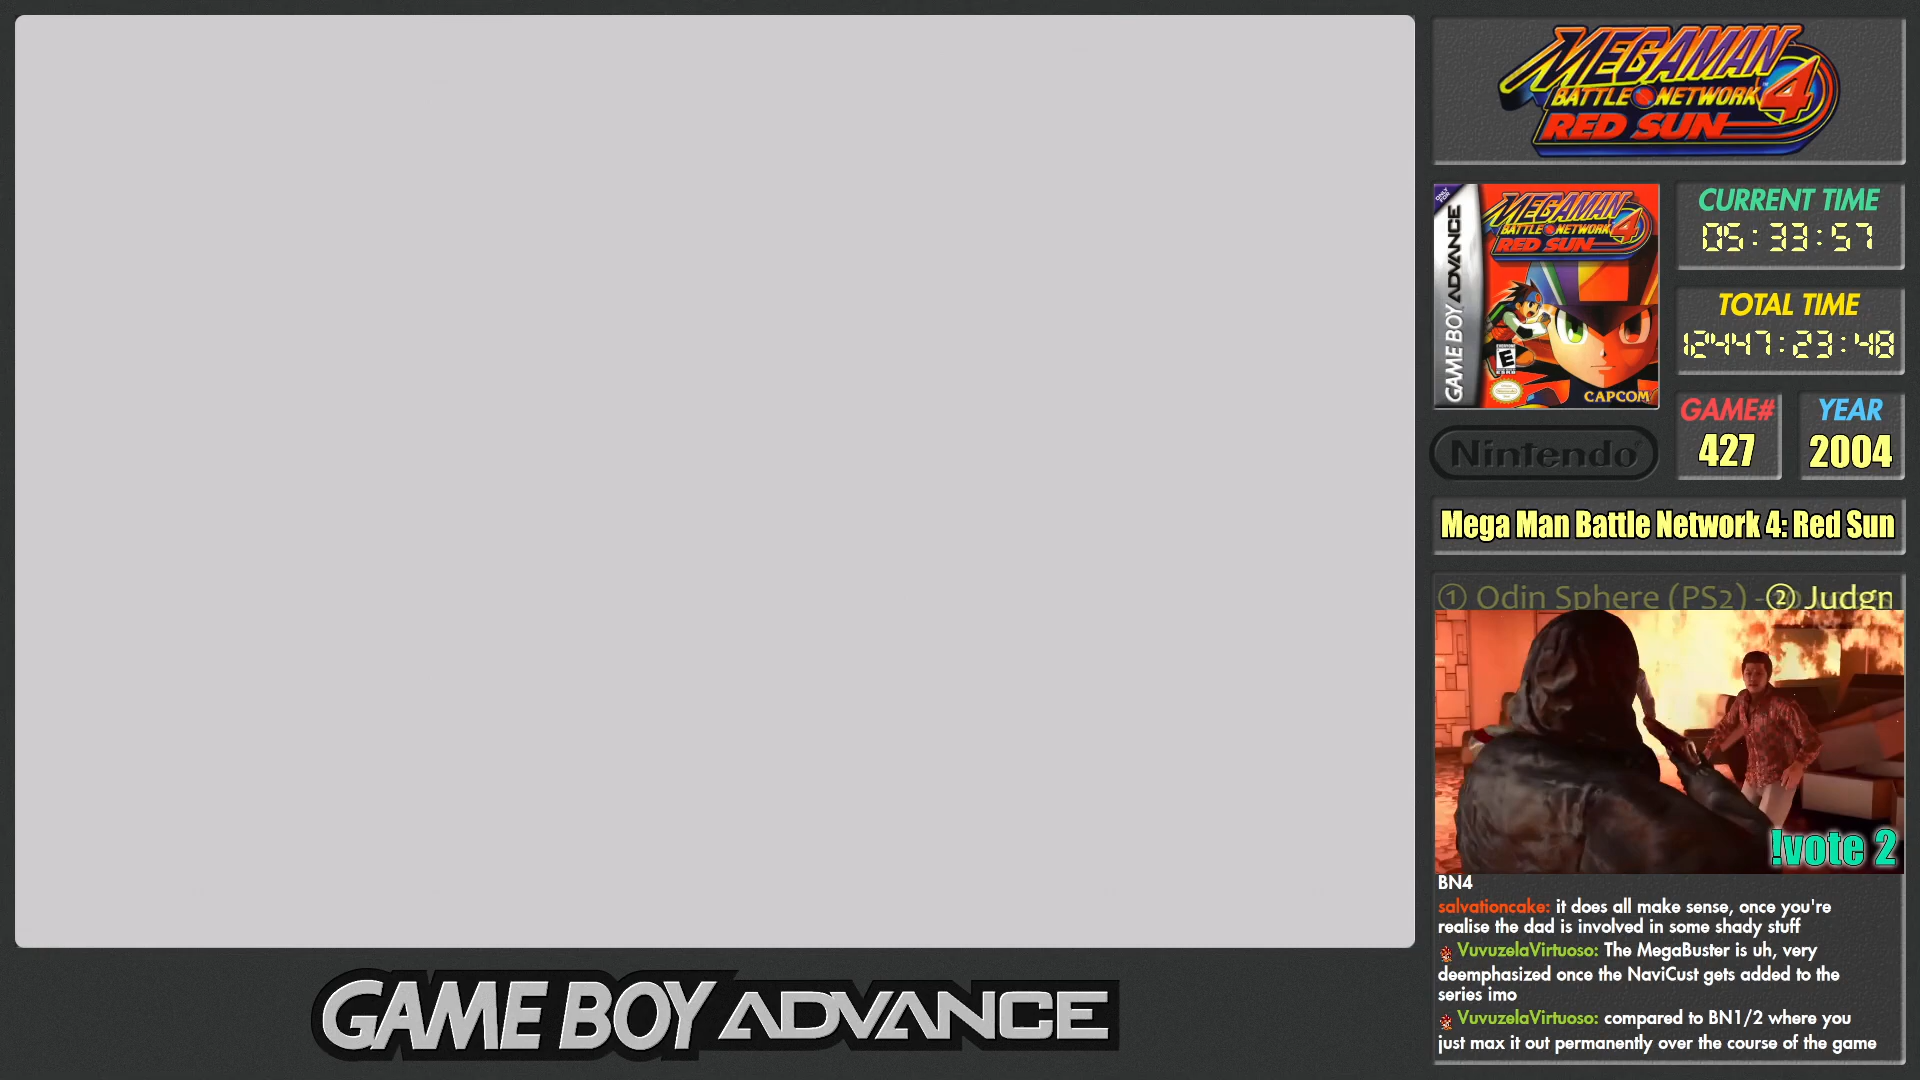 MEGAMAN
BATTLE NETWORK 4
RED SUN
ONLY FOR
GAME BOY ADVANCE
MEGAMAN
BATTLE NETWORK 4
RED SUN
EVERYONE
E
ESRB
CAPCOM
CURRENT TIME
05:33:57
TOTAL TIME
12447:23:48
GAME#
427
YEAR
2004
Nintendo
Mega Man Battle Network 4: Red Sun
① Odin Sphere (PS2) - ② Judgn
!vote 2
BN4
salvationcake: it does all make sense, once you're
realise the dad is involved in some shady stuff
VuvuzelaVirtuoso: The MegaBuster is uh, very
deemphasized once the NaviCust gets added to the
series imo
VuvuzelaVirtuoso: compared to BN1/2 where you
just max it out permanently over the course of the game
GAME BOY ADVANCE